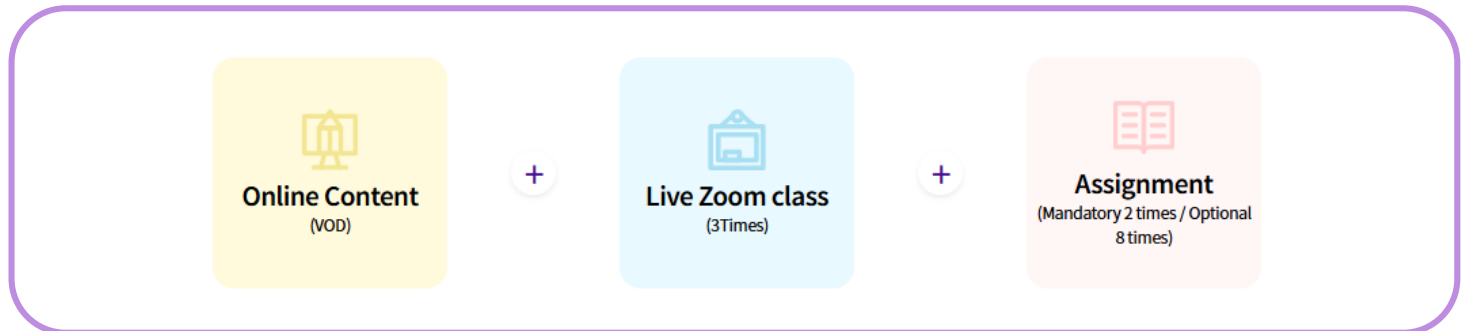 Online Content
(VOD)
+
Live Zoom class
(3Times)
+
Assignment
(Mandatory 2 times / Optional
8 times)